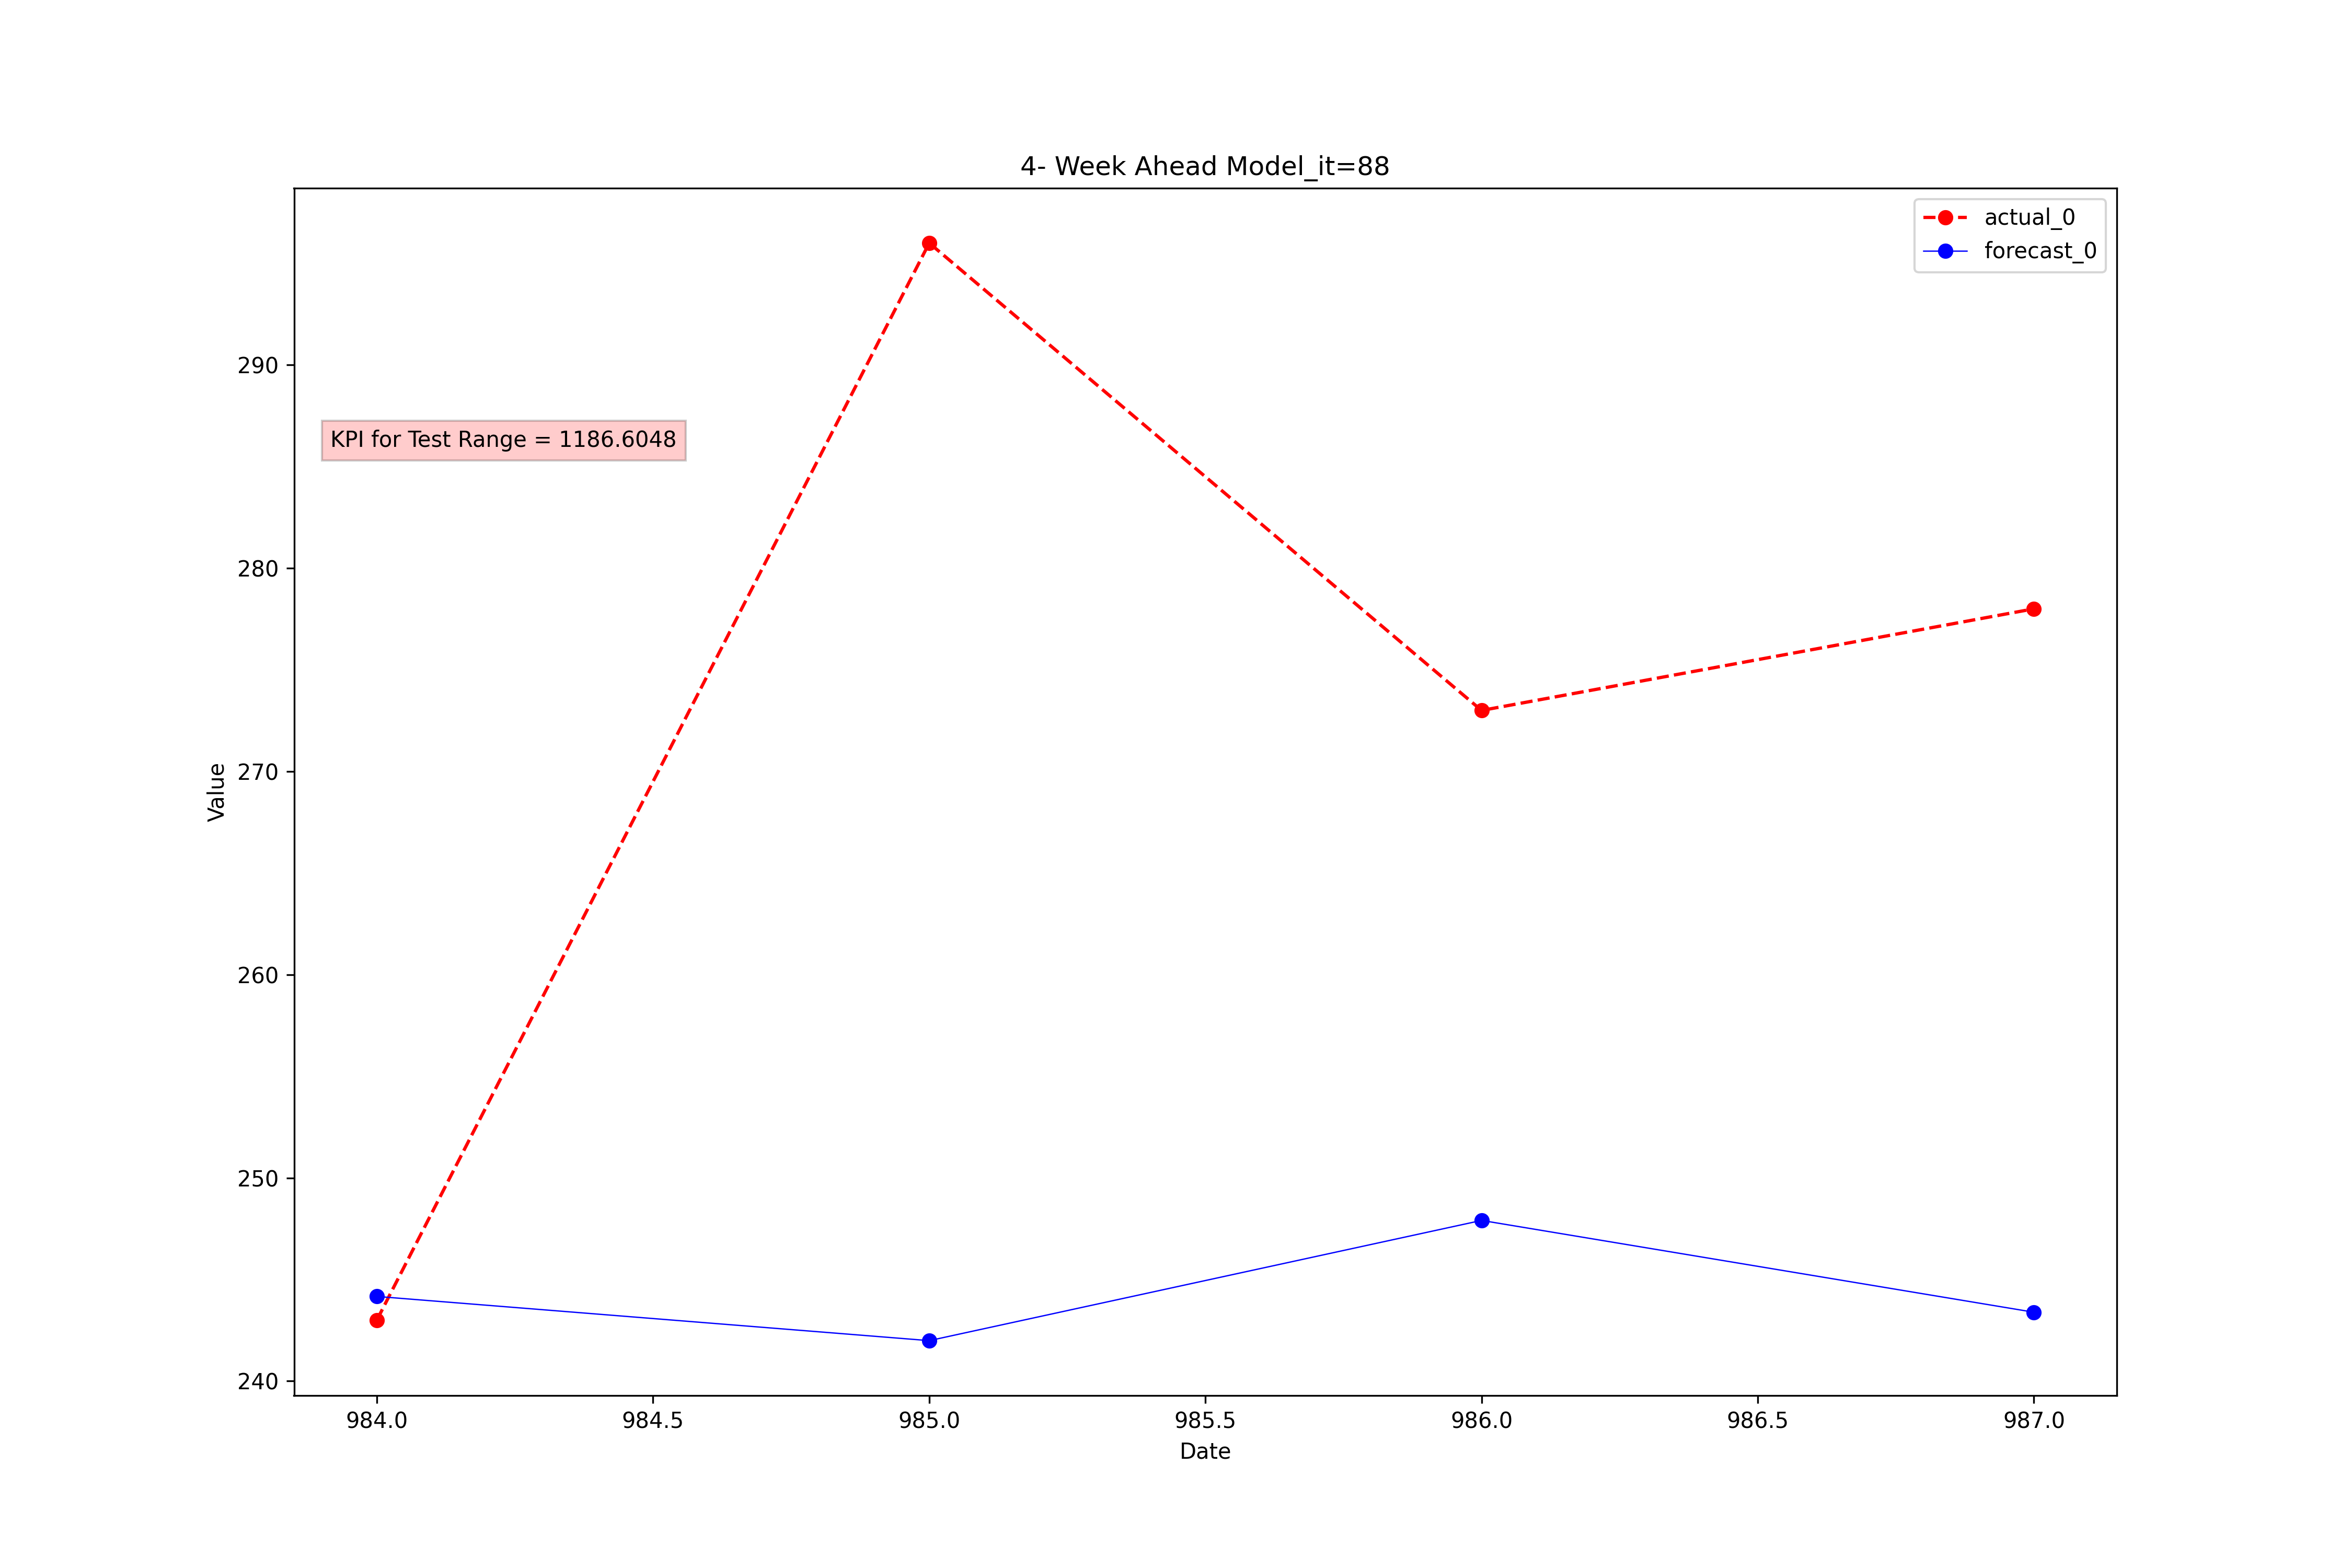 4- Week Ahead Model_it=88
actual_0
forecast_0
KPI for Test Range = 1186.6048
Value
290
280
270
260
250
240
984.0 984.5 985.0 985.5 986.0 986.5 987.0
Date